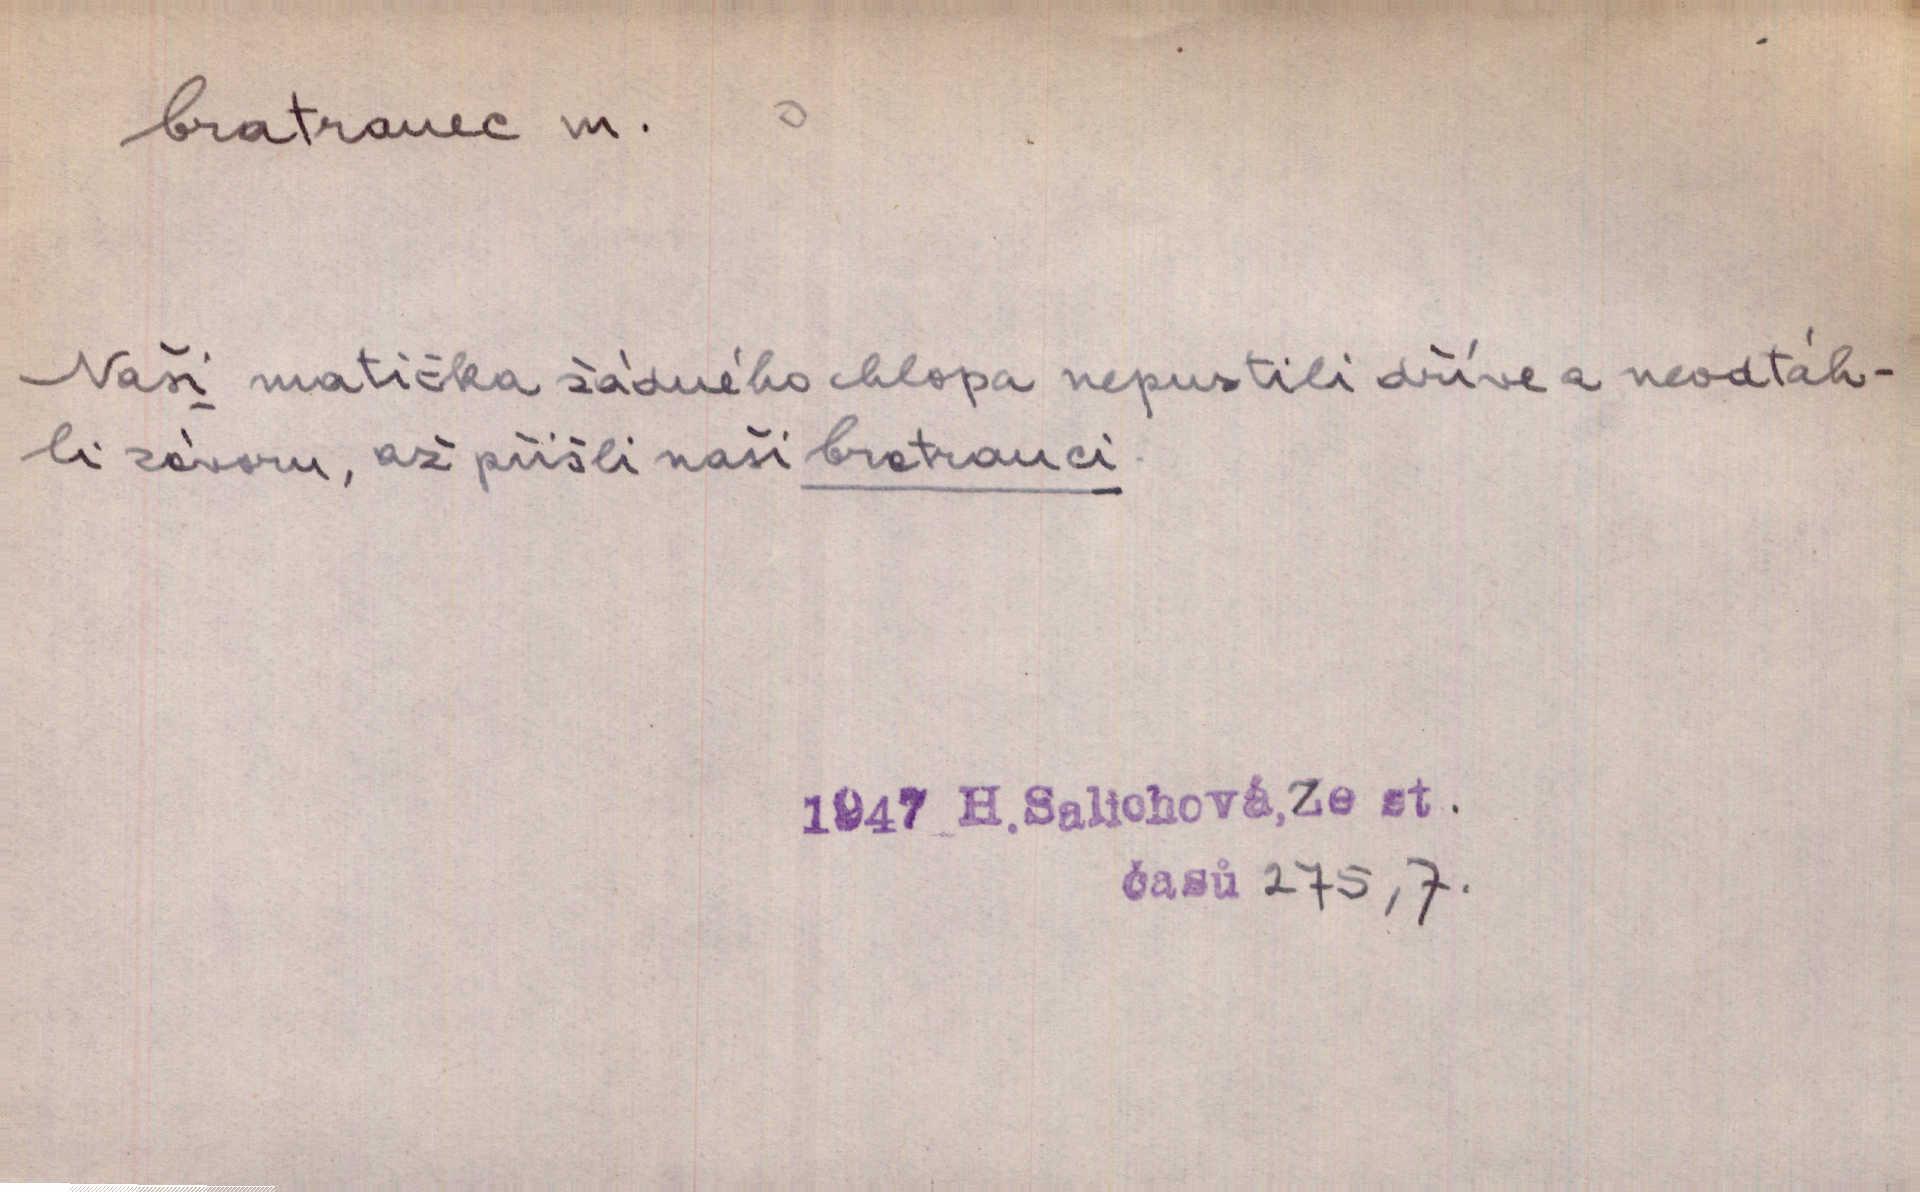 bratranec m.
Naši matička žádného chlopa nepustili dříve a neodtáh-
li závoru, až přišli naši bratranci.
1947 H.Salichová,Ze st.
časů 275,7.